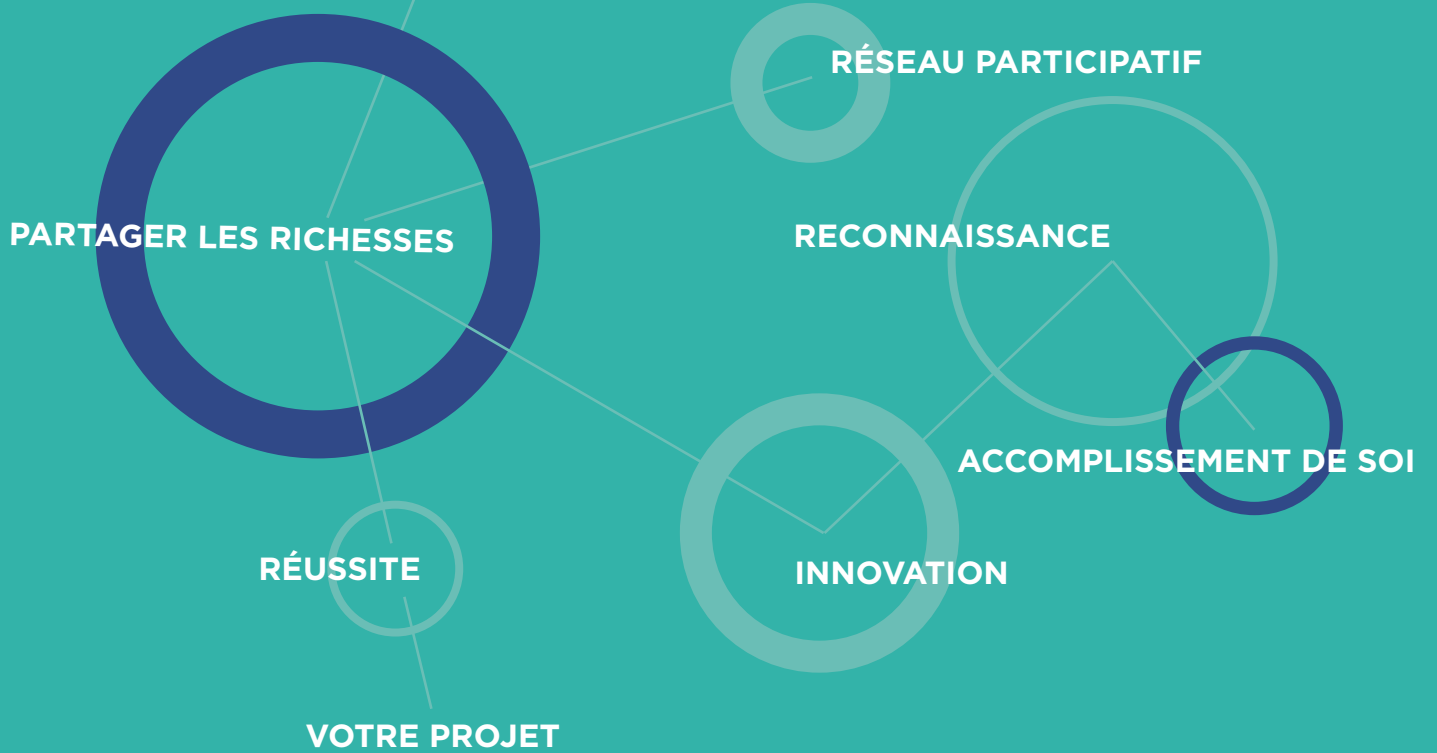 RÉSEAU PARTICIPATIF
PARTAGER LES RICHESSES
RECONNAISSANCE
ACCOMPLISSEMENT DE SOI
RÉUSSITE
INNOVATION
VOTRE PROJET